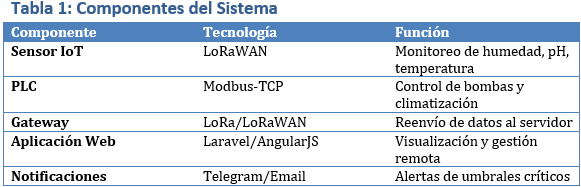 Tabla 1: Componentes del Sistema
Componente Tecnología Función
Sensor IoT LoRaWAN Monitoreo de humedad, pH,
temperatura
PLC Modbus-TCP Control de bombas y
climatización
Gateway LoRa/LoRaWAN Reenvío de datos al servidor
Aplicación Web Laravel/AngularJS Visualización y gestión
remota
Notificaciones Telegram/Email Alertas de umbrales críticos